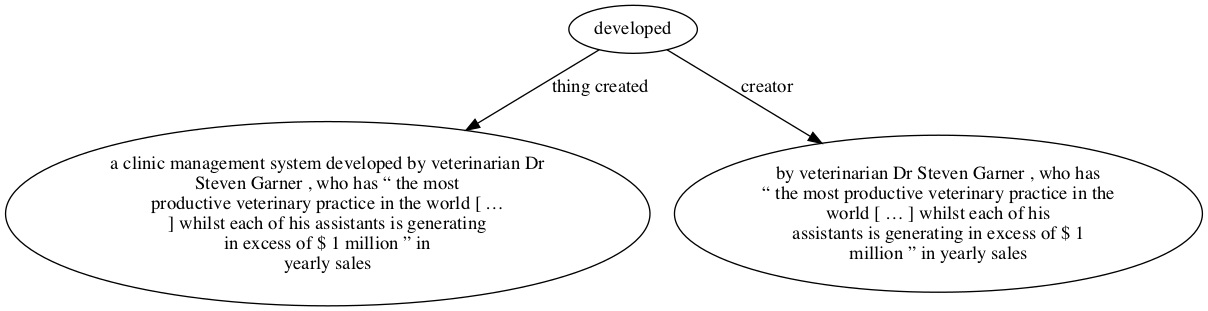 developed
thing created
creator
a clinic management system developed by veterinarian Dr
Steven Garner , who has “ the most
productive veterinary practice in the world [ …
] whilst each of his assistants is generating
in excess of $ 1 million ” in
yearly sales
by veterinarian Dr Steven Garner , who has
“ the most productive veterinary practice in the
world [ … ] whilst each of his
assistants is generating in excess of $ 1
million ” in yearly sales